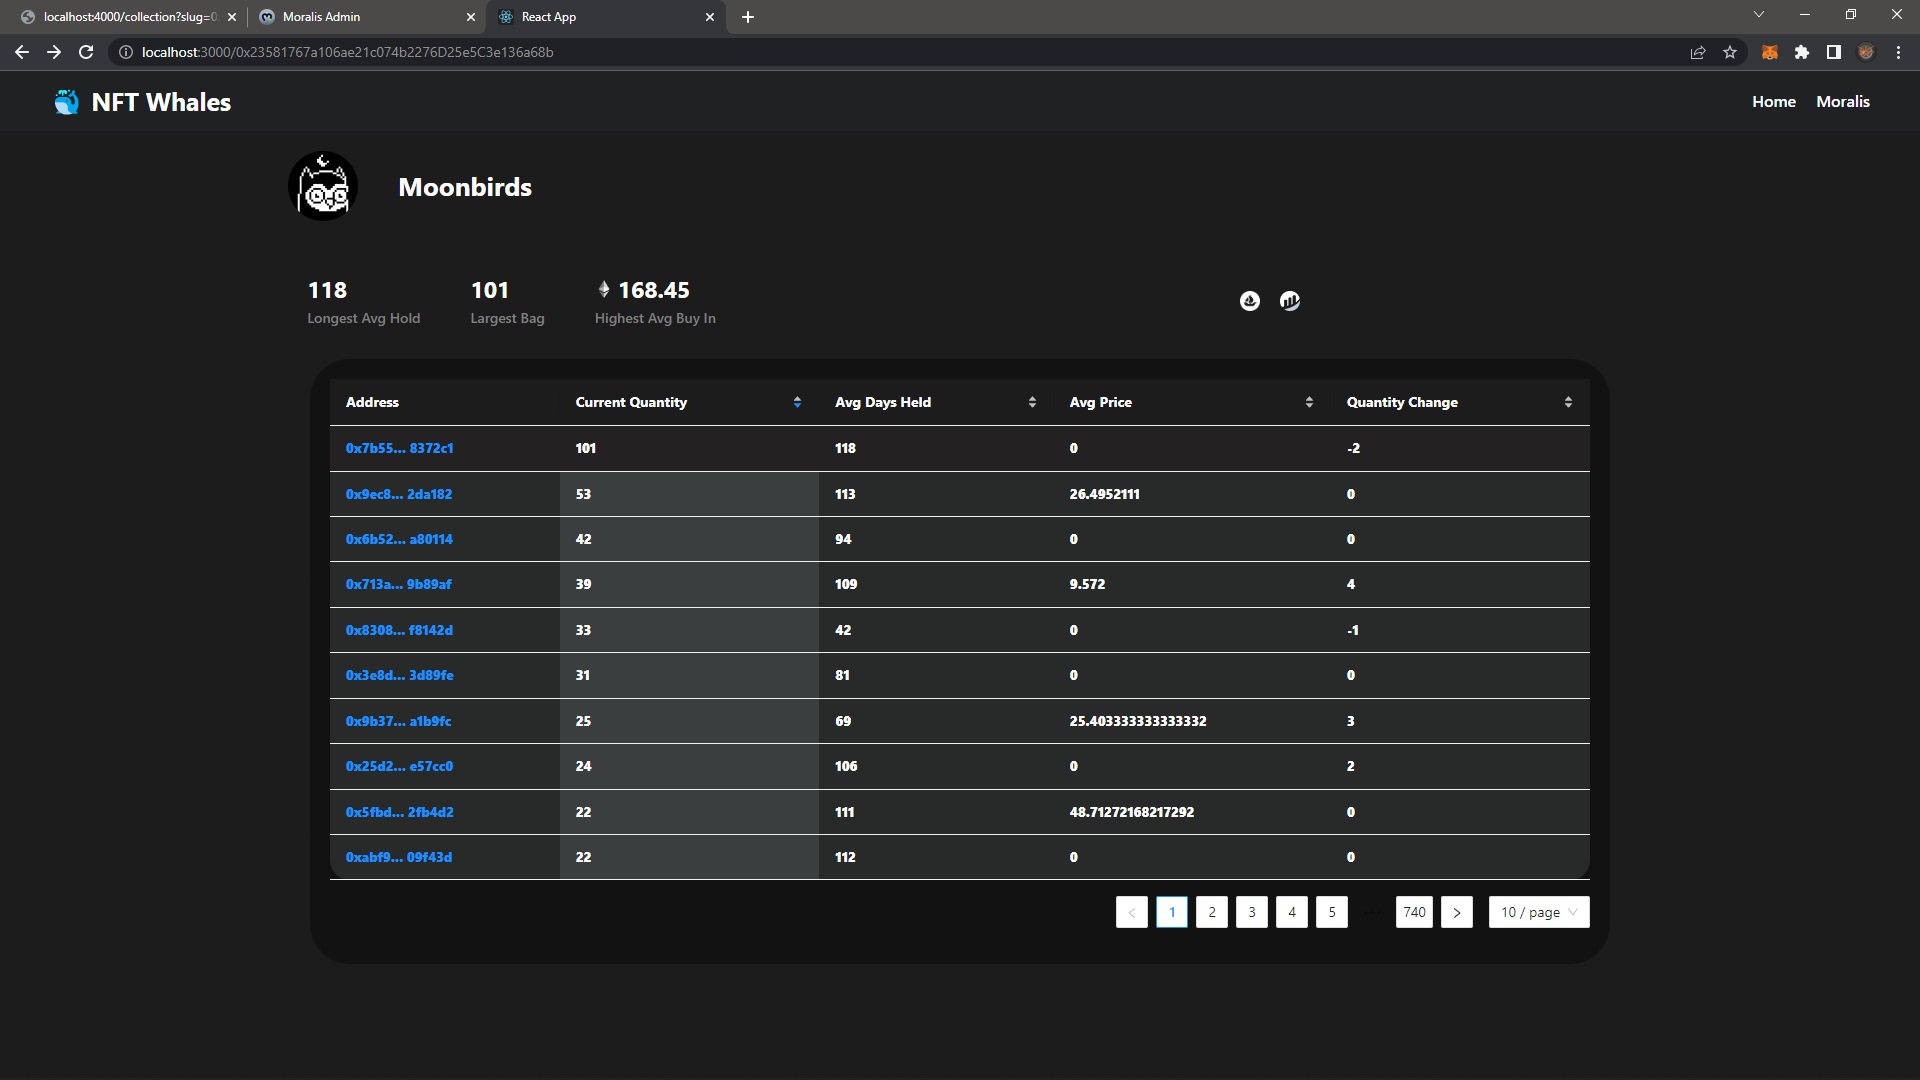 localhost:4000/collection?slug=0 Moralis Admin React App
localhost:3000/0x23581767a106ae21c074b2276D25e5C3e136a68b
NFT Whales Home Moralis
Moonbirds
118 101 168.45
Longest Avg Hold Largest Bag Highest Avg Buy In
Address Current Quantity Avg Days Held Avg Price Quantity Change
0x7b55... 8372c1 101 118 0 -2
0x9ec8... 2da182 53 113 26.4952111 0
0x6b52... a80114 42 94 0 0
0x713a... 9b89af 39 109 9.572 4
0x8308... f8142d 33 42 0 -1
0x3e8d... 3d89fe 31 81 0 0
0x9b37... a1b9fc 25 69 25.403333333333332 3
0x25d2... e57cc0 24 106 0 2
0x5fbd... 2fb4d2 22 111 48.71272168217292 0
0xabf9... 09f43d 22 112 0 0
< 1 2 3 4 5 ••• 740 > 10 / page